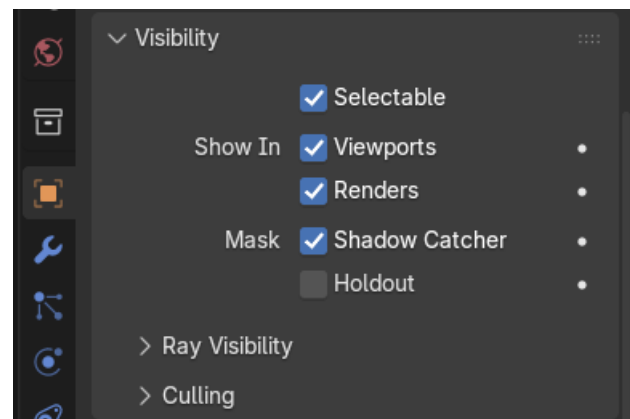 Visibility
Selectable
Show In Viewports
Renders
Mask Shadow Catcher
Holdout
Ray Visibility
Culling